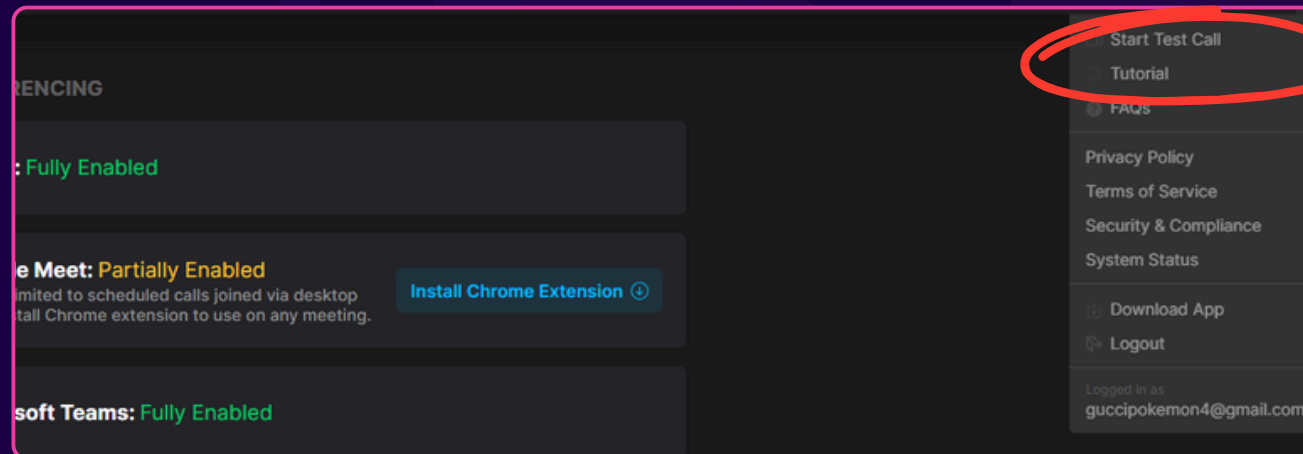 RENCING
: Fully Enabled
e Meet: Partially Enabled
imited to scheduled calls joined via desktop
tall Chrome extension to use on any meeting.
Install Chrome Extension
soft Teams: Fully Enabled
Start Test Call
Tutorial
FAQs
Privacy Policy
Terms of Service
Security & Compliance
System Status
Download App
Logout
Logged in as
guccipokemon4@gmail.com